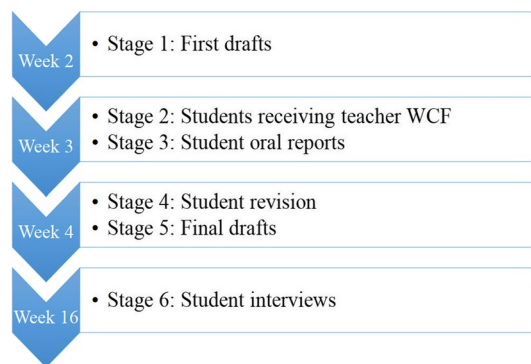 Week 2
• Stage 1: First drafts
Week 3
• Stage 2: Students receiving teacher WCF
• Stage 3: Student oral reports
Week 4
• Stage 4: Student revision
• Stage 5: Final drafts
Week 16
• Stage 6: Student interviews